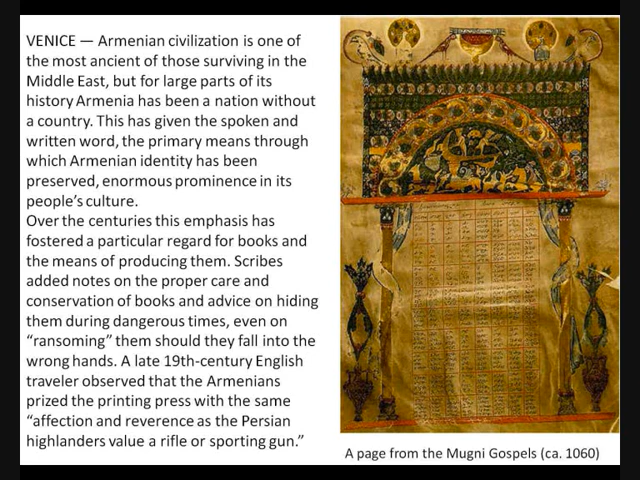 VENICE — Armenian civilization is one of
the most ancient of those surviving in the
Middle East, but for large parts of its
history Armenia has been a nation without
a country. This has given the spoken and
written word, the primary means through
which Armenian identity has been
preserved, enormous prominence in its
people’s culture.
Over the centuries this emphasis has
fostered a particular regard for books and
the means of producing them. Scribes
added notes on the proper care and
conservation of books and advice on hiding
them during dangerous times, even on
“ransoming” them should they fall into the
wrong hands. A late 19th-century English
traveler observed that the Armenians
prized the printing press with the same
“affection and reverence as the Persian
highlanders value a rifle or sporting gun.”
A page from the Mugni Gospels (ca. 1060)